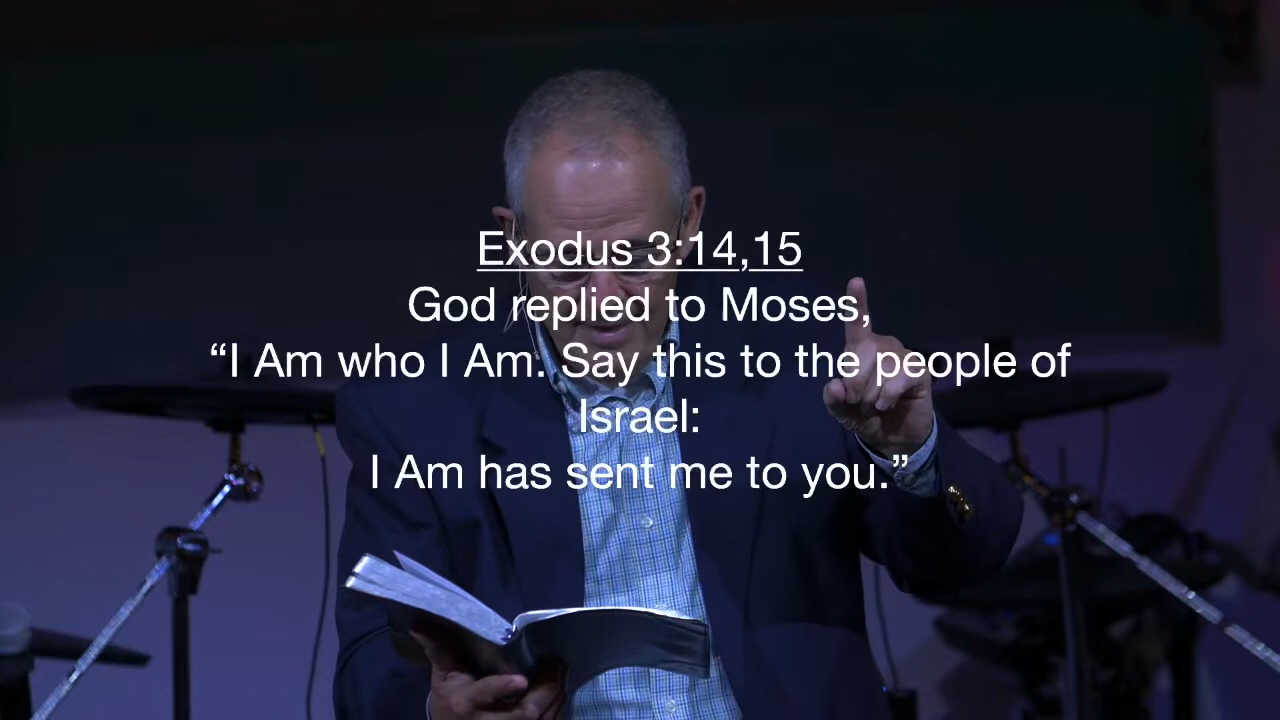 Exodus 3:14,15
God replied to Moses,
“I Am who I Am. Say this to the people of
Israel:
I Am has sent me to you.”